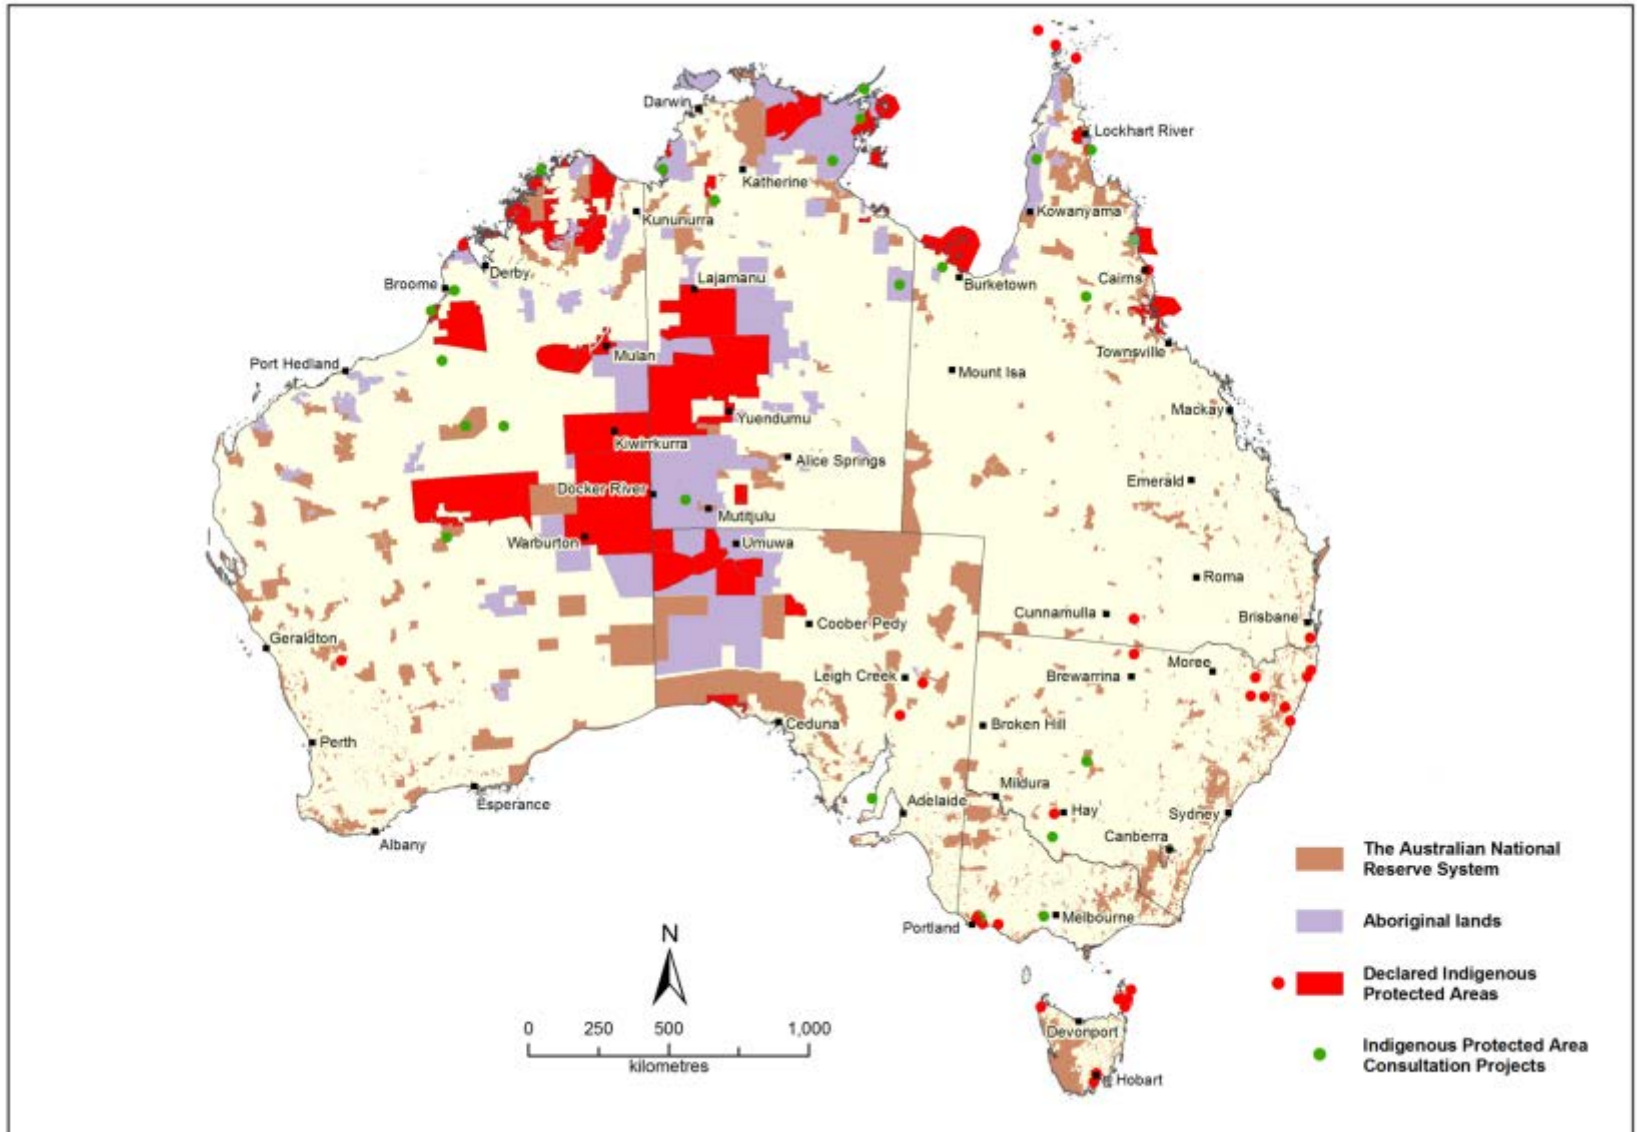 Darwin
Lockhart River
Katherine
Kununurra
Kowanyama
Derby
Broome
Lajamanu
Burketown
Cairns
Mulan
Port Hedland
Townsville
Mount Isa
Mackay
Yuendumu
Kiwirrkurra
Alice Springs
Emerald
Docker River
Mutitjulu
Warburton
Umuwa
Roma
Cunnamulla
Brisbane
Coober Pedy
Geraldton
Moree
Leigh Creek
Brewarrina
Ceduna
Broken Hill
Perth
Mildura
Esperance
Adelaide
Hay
Sydney
Canberra
Albany
Portland
Melbourne
Devonport
Hobart
N
0 250 500 1,000
kilometres
The Australian National
Reserve System
Aboriginal lands
Declared Indigenous
Protected Areas
Indigenous Protected Area
Consultation Projects